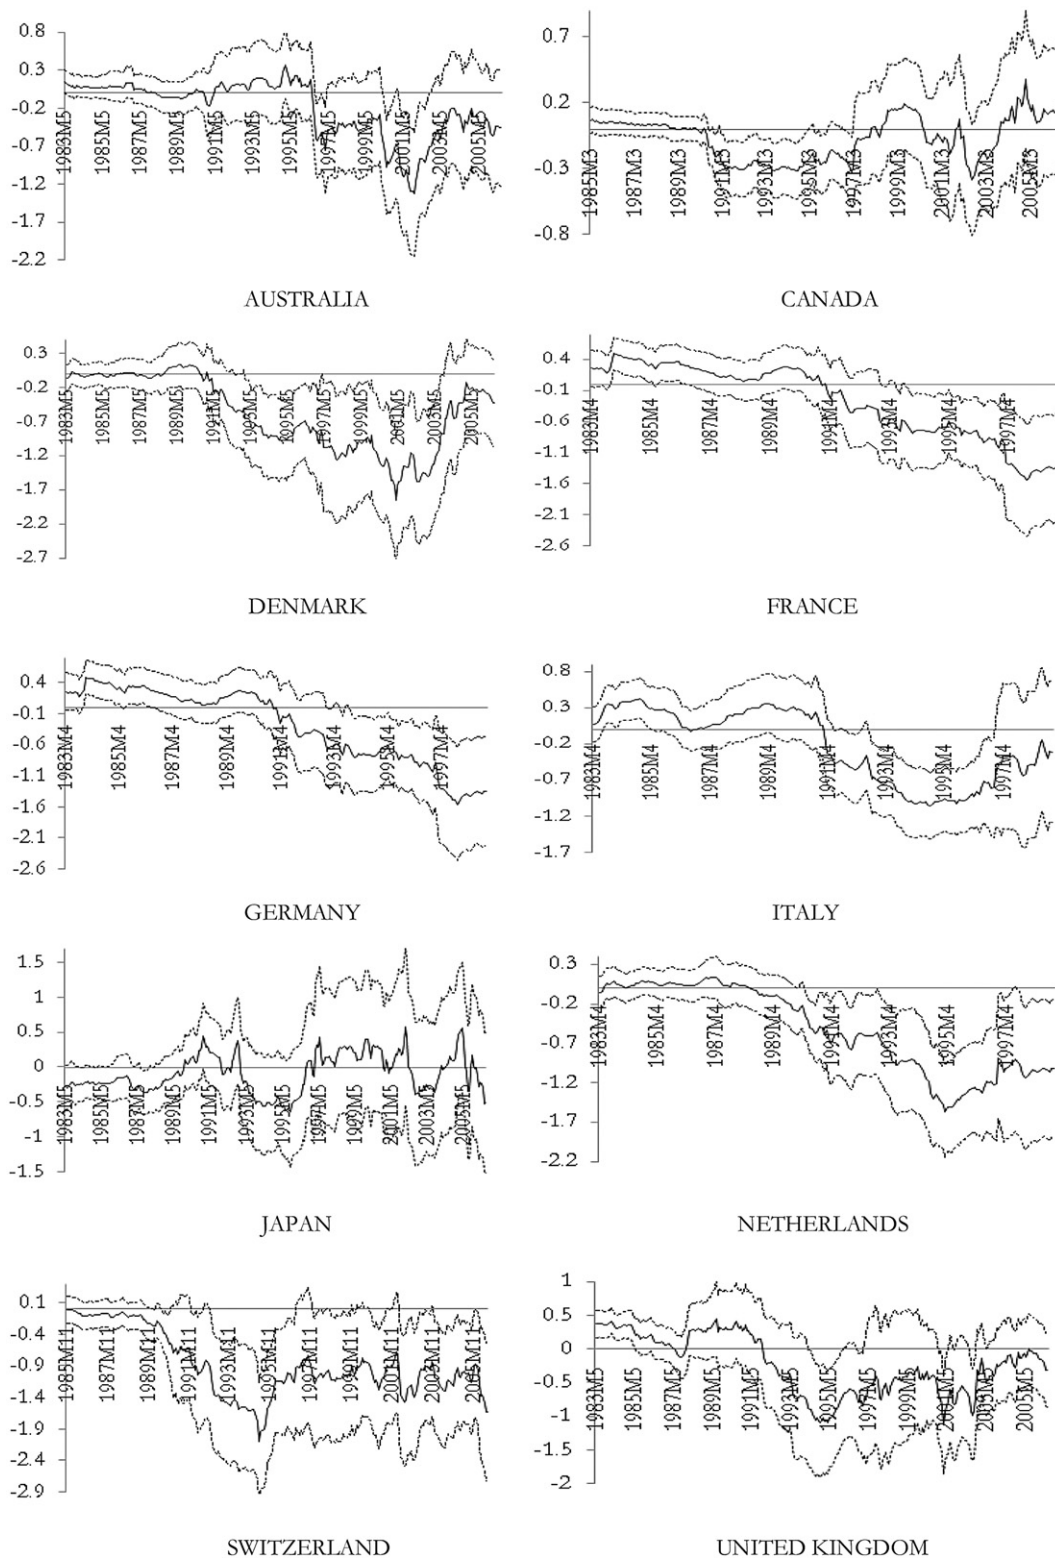 0.8
0.3
-0.2
-0.7
-1.2
-1.7
-2.2
1983M5
1985M5
1987M5
1989M5
1991M5
1993M5
1995M5
1997M5
1999M5
2001M5
2003M5
2005M5
AUSTRALIA
0.7
0.2
-0.3
-0.8
1985M3
1987M3
1989M3
1991M3
1993M3
1995M3
1997M3
1999M3
2001M3
2003M3
2005M3
CANADA
0.3
-0.2
-0.7
-1.2
-1.7
-2.2
-2.7
1983M5
1985M5
1987M5
1989M5
1991M5
1993M5
1995M5
1997M5
1999M5
2001M5
2003M5
2005M5
DENMARK
0.4
-0.1
-0.6
-1.1
-1.6
-2.1
-2.6
1983M4
1985M4
1987M4
1989M4
1991M4
1993M4
1995M4
1997M4
FRANCE
0.4
-0.1
-0.6
-1.1
-1.6
-2.1
-2.6
1983M4
1985M4
1987M4
1989M4
1991M4
1993M4
1995M4
1997M4
GERMANY
0.8
0.3
-0.2
-0.7
-1.2
-1.7
1983M4
1985M4
1987M4
1989M4
1991M4
1993M4
1995M4
1997M4
ITALY
1.5
1
0.5
0
-0.5
-1
-1.5
1983M5
1985M5
1987M5
1989M5
1991M5
1993M5
1995M5
1997M5
1999M5
2001M5
2003M5
2005M5
JAPAN
0.3
-0.2
-0.7
-1.2
-1.7
-2.2
1983M4
1985M4
1987M4
1989M4
1991M4
1993M4
1995M4
1997M4
NETHERLANDS
0.1
-0.4
-0.9
-1.4
-1.9
-2.4
-2.9
1985M11
1987M11
1989M11
1991M11
1993M11
1995M11
1997M11
1999M11
2001M11
2003M11
2005M11
SWITZERLAND
1
0.5
0
-0.5
-1
-1.5
-2
1983M5
1985M5
1987M5
1989M5
1991M5
1993M5
1995M5
1997M5
1999M5
2001M5
2003M5
2005M5
UNITED KINGDOM